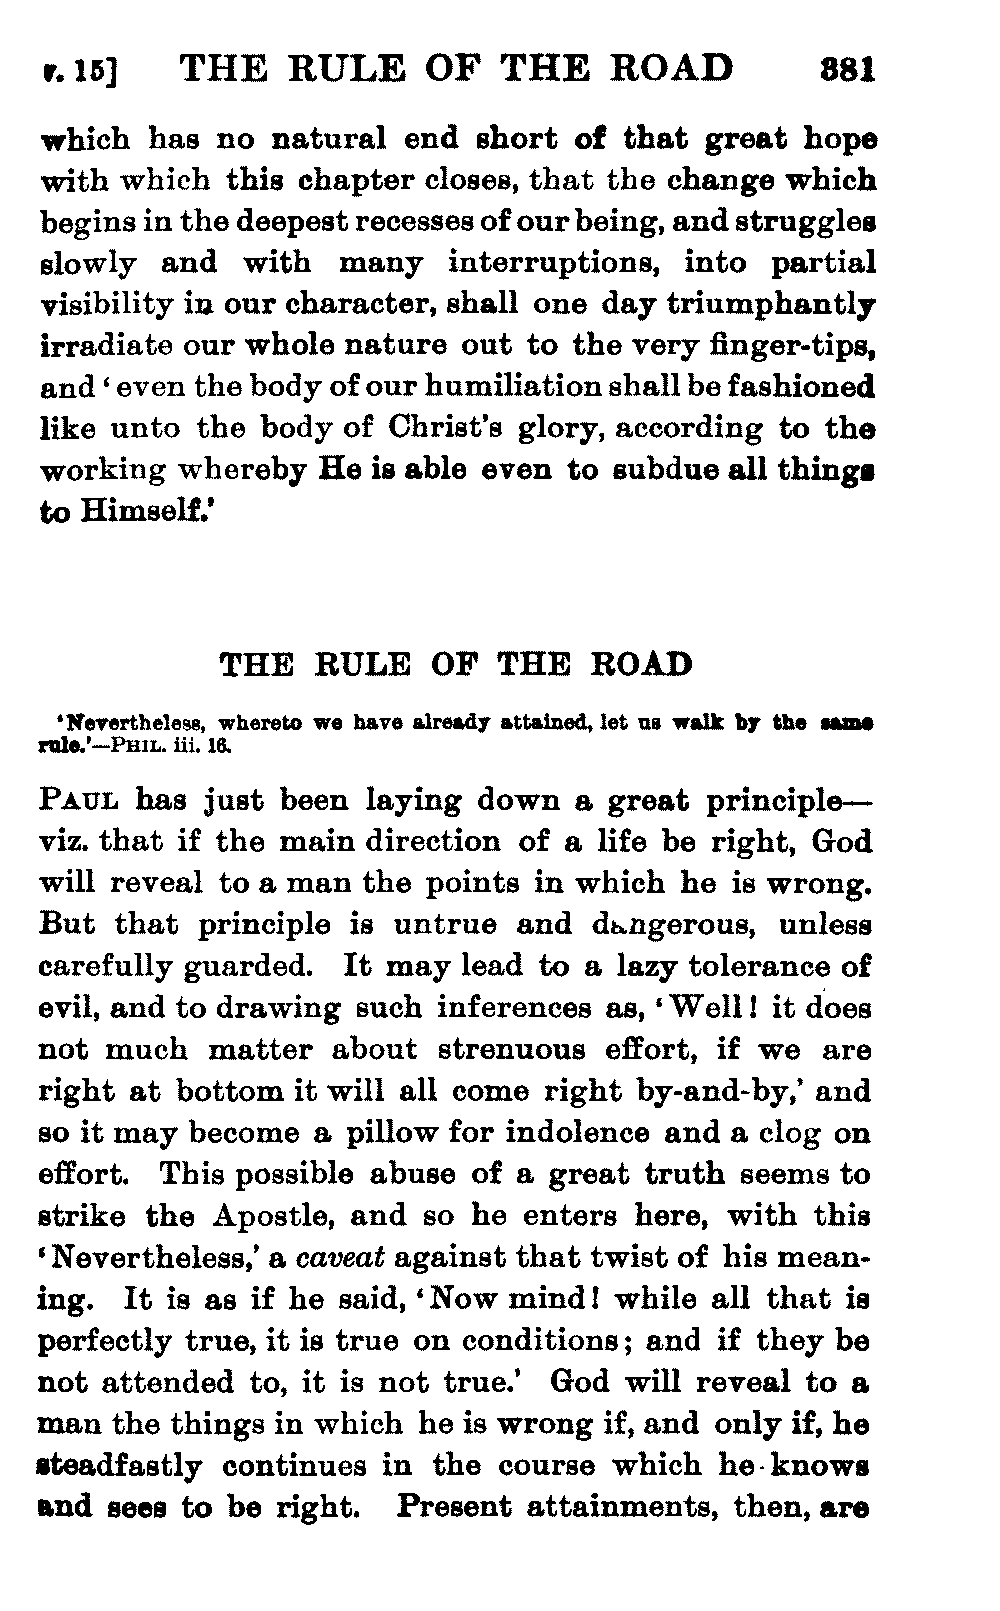 v. 15] THE RULE OF THE ROAD 381
which has no natural end short of that great hope
with which this chapter closes, that the change which
begins in the deepest recesses of our being, and struggles
slowly and with many interruptions, into partial
visibility in our character, shall one day triumphantly
irradiate our whole nature out to the very finger-tips,
and ‘even the body of our humiliation shall be fashioned
like unto the body of Christ’s glory, according to the
working whereby He is able even to subdue all things
to Himself.’
THE RULE OF THE ROAD
‘Nevertheless, whereto we have already attained, let us walk by the same
rule.’—PHIL. iii. 16.
PAUL has just been laying down a great principle—
viz. that if the main direction of a life be right, God
will reveal to a man the points in which he is wrong.
But that principle is untrue and dangerous, unless
carefully guarded. It may lead to a lazy tolerance of
evil, and to drawing such inferences as, ‘Well! it does
not much matter about strenuous effort, if we are
right at bottom it will all come right by-and-by,’ and
so it may become a pillow for indolence and a clog on
effort. This possible abuse of a great truth seems to
strike the Apostle, and so he enters here, with this
‘Nevertheless,’ a caveat against that twist of his mean-
ing. It is as if he said, ‘Now mind! while all that is
perfectly true, it is true on conditions; and if they be
not attended to, it is not true.’ God will reveal to a
man the things in which he is wrong if, and only if, he
steadfastly continues in the course which he knows
and sees to be right. Present attainments, then, are